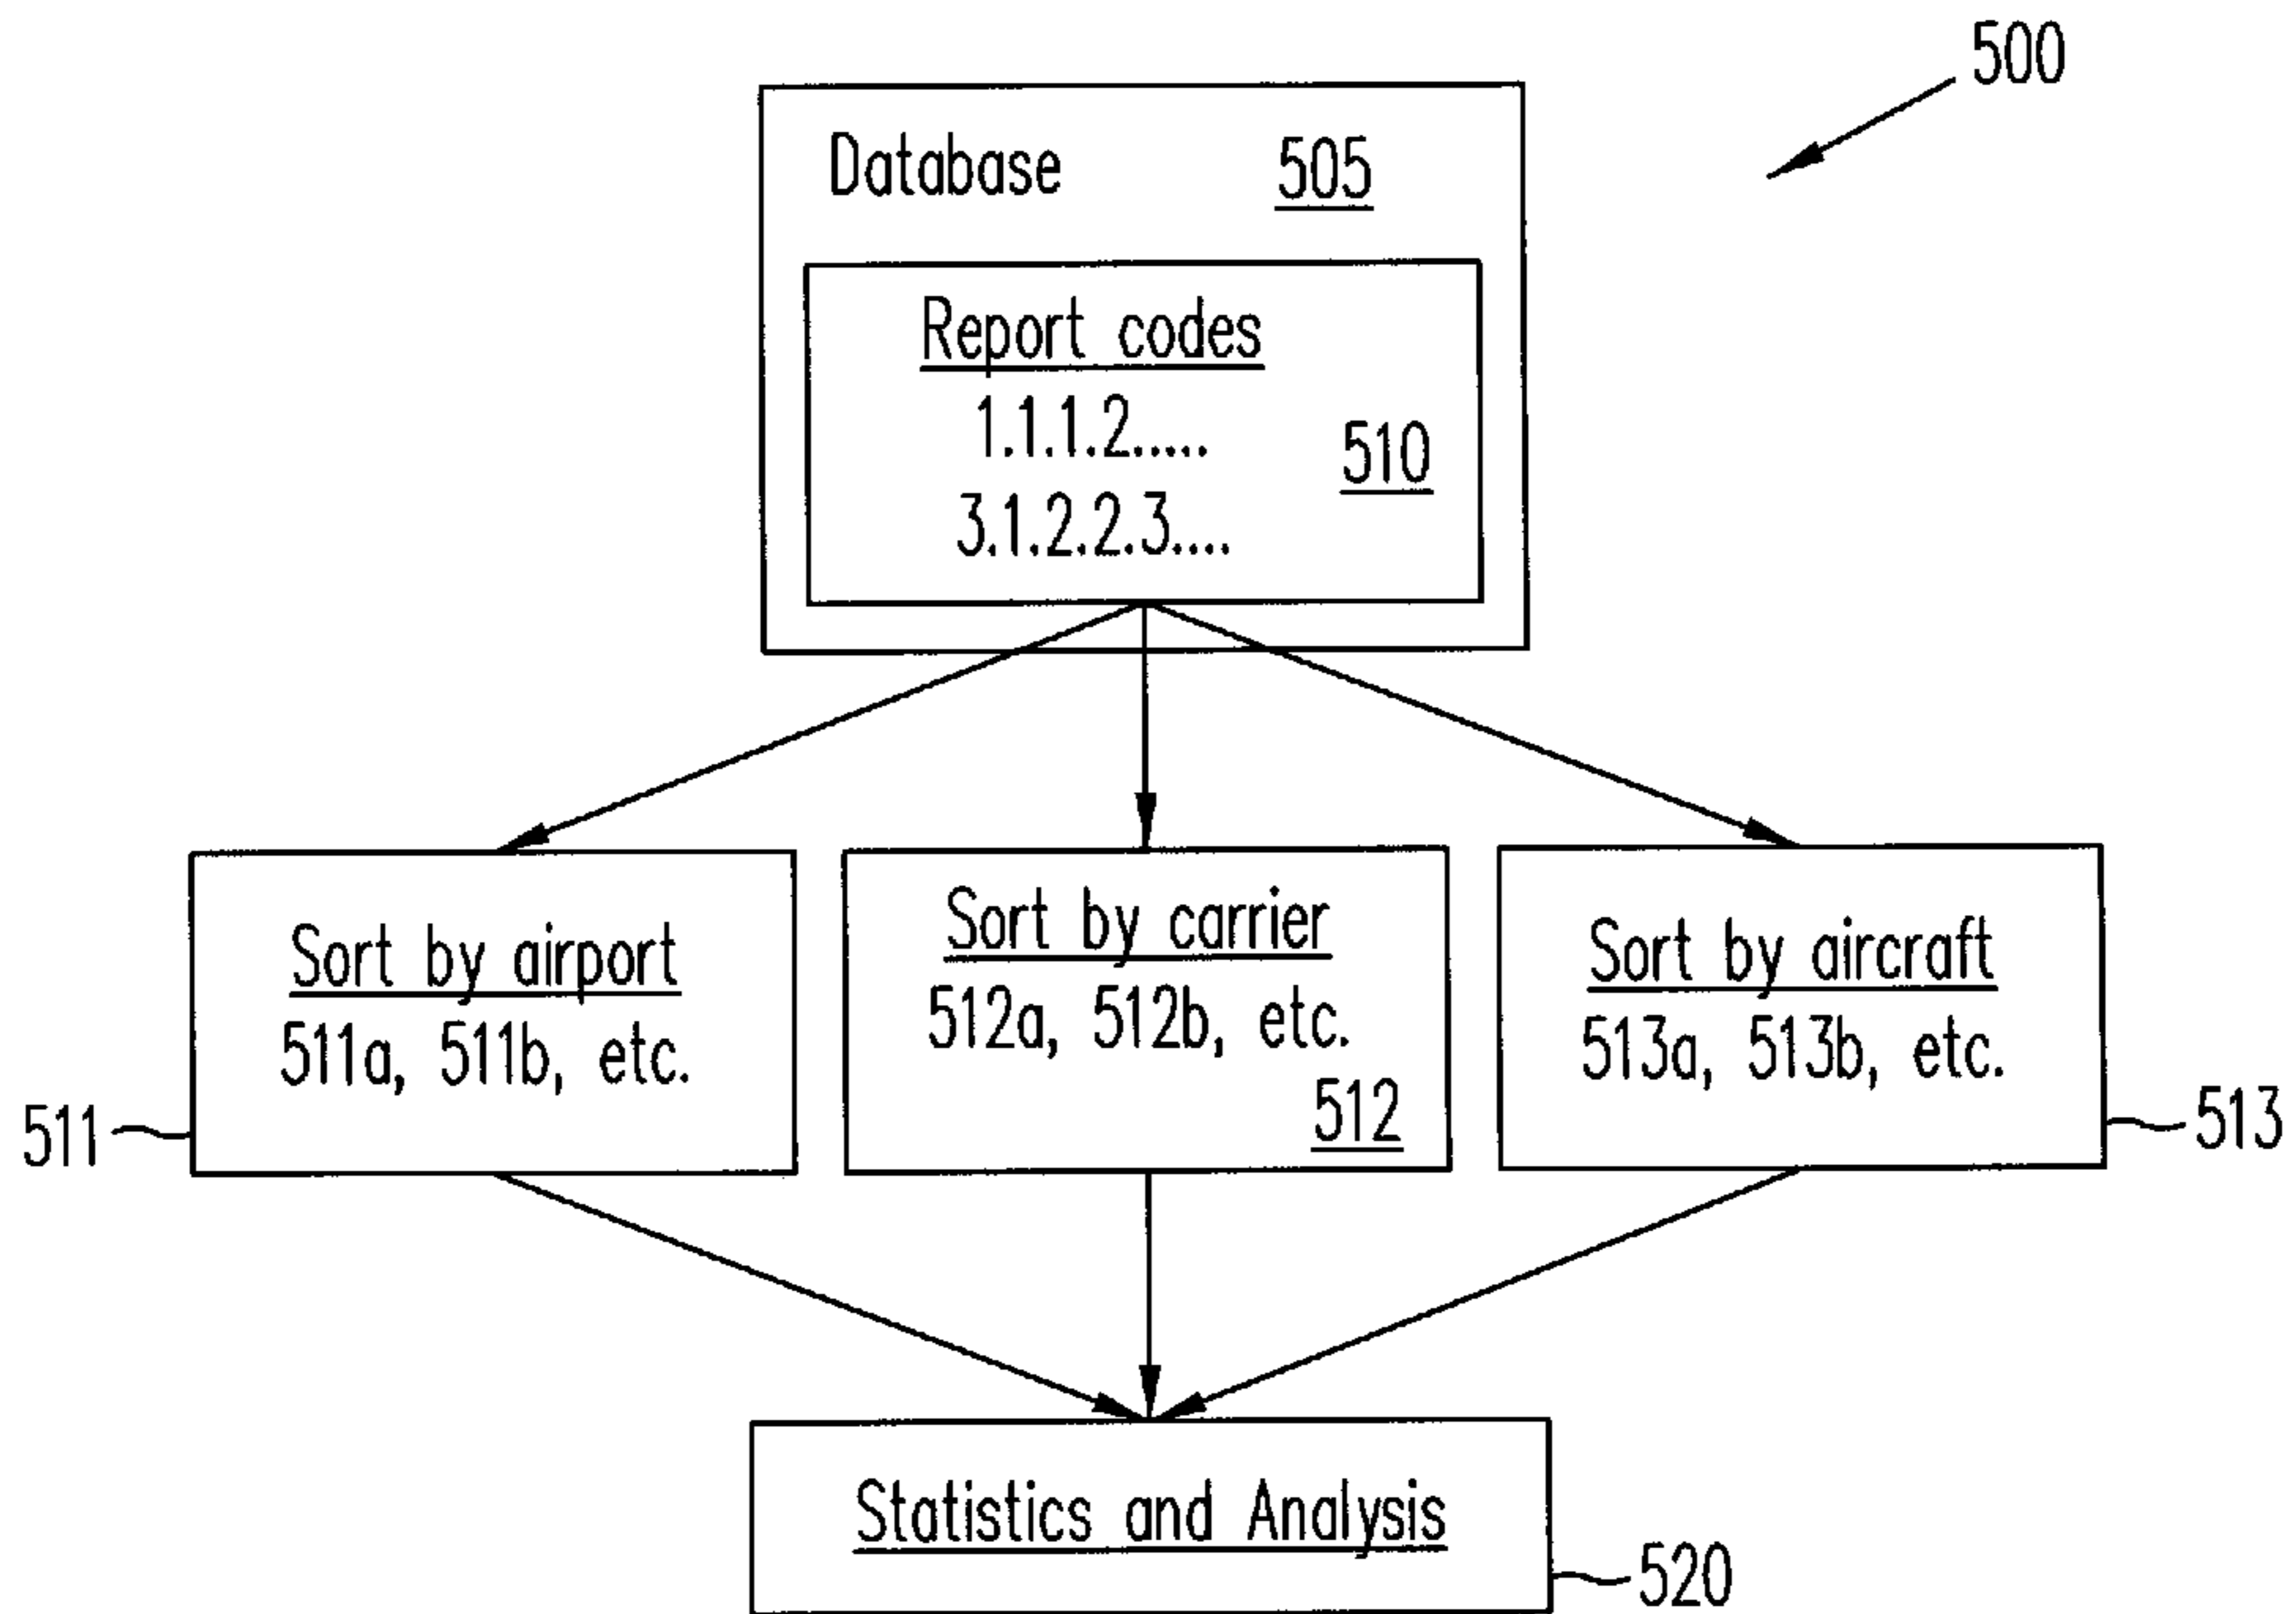 500
Database 505
Report codes
1.1.1.2.....
510
3.1.2.2.3....
Sort by airport
511a, 511b, etc.
511
Sort by carrier
512a, 512b, etc.
512
Sort by aircraft
513a, 513b, etc.
513
Statistics and Analysis
520